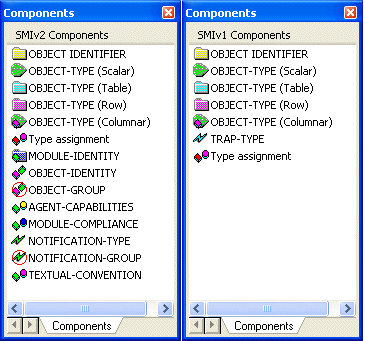 Components
SMIv2 Components
OBJECT IDENTIFIER
OBJECT-TYPE (Scalar)
OBJECT-TYPE (Table)
OBJECT-TYPE (Row)
OBJECT-TYPE (Columnar)
Type assignment
MODULE-IDENTITY
OBJECT-IDENTITY
OBJECT-GROUP
AGENT-CAPABILITIES
MODULE-COMPLIANCE
NOTIFICATION-TYPE
NOTIFICATION-GROUP
TEXTUAL-CONVENTION
Components
Components
SMIv1 Components
OBJECT IDENTIFIER
OBJECT-TYPE (Scalar)
OBJECT-TYPE (Table)
OBJECT-TYPE (Row)
OBJECT-TYPE (Columnar)
TRAP-TYPE
Type assignment
Components